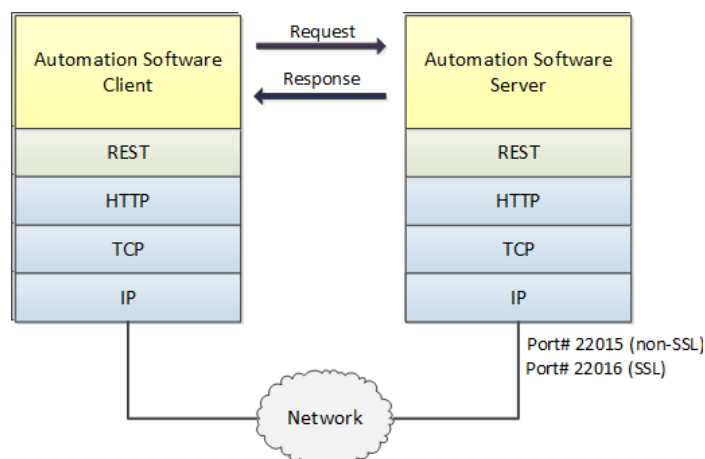 Automation Software
Client
Request
Response
Automation Software
Server
REST
HTTP
TCP
IP
REST
HTTP
TCP
IP
Port# 22015 (non-SSL)
Port# 22016 (SSL)
Network